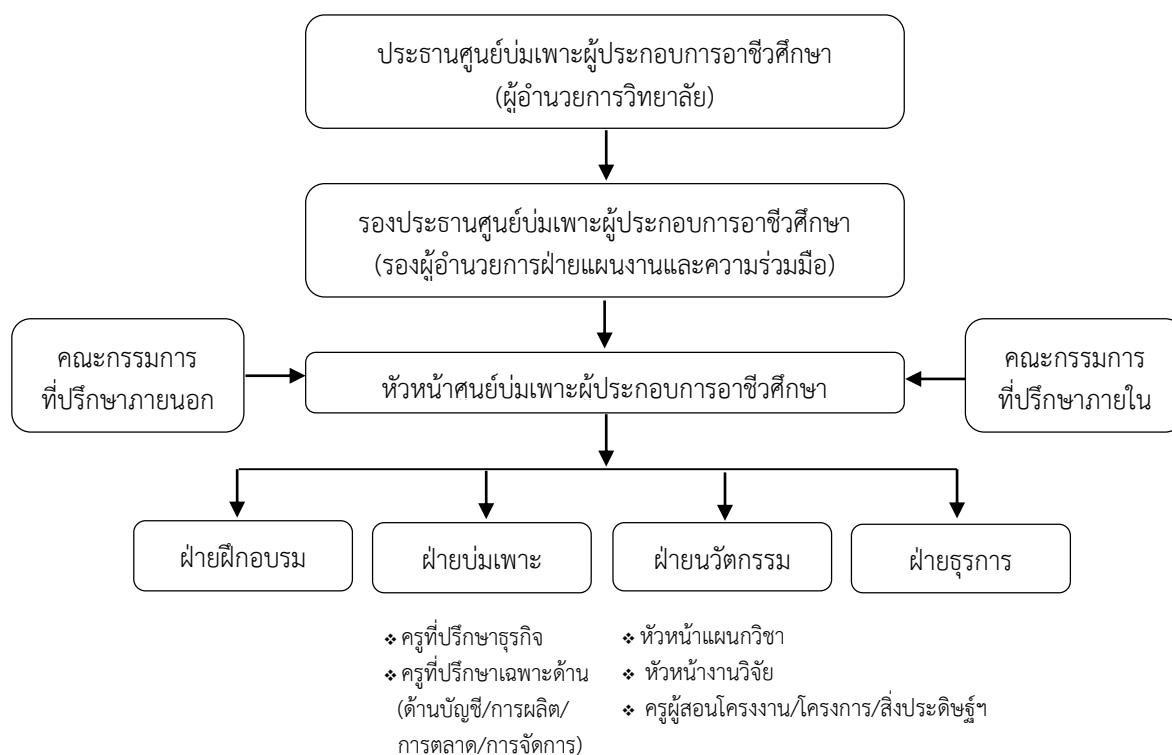 ประธานศูนย์บ่มเพาะผู้ประกอบการอาชีวศึกษา
(ผู้อำนวยการวิทยาลัย)
รองประธานศูนย์บ่มเพาะผู้ประกอบการอาชีวศึกษา
(รองผู้อำนวยการฝ่ายแผนงานและความร่วมมือ)
คณะกรรมการ
ที่ปรึกษาภายนอก
หัวหน้าศนย์บ่มเพาะผ้ประกอบการอาชีวศึกษา
คณะกรรมการ
ที่ปรึกษาภายใน
ฝ่ายฝึกอบรม
ฝ่ายบ่มเพาะ
ฝ่ายนวัตกรรม
ฝ่ายธุรการ
❖ ครูที่ปรึกษาธุรกิจ
❖ ครูที่ปรึกษาเฉพาะด้าน
(ด้านบัญชี/การผลิต/
การตลาด/การจัดการ)
❖ หัวหน้าแผนกวิชา
❖ หัวหน้างานวิจัย
❖ ครูผู้สอนโครงงาน/โครงการ/สิ่งประดิษฐ์ฯ